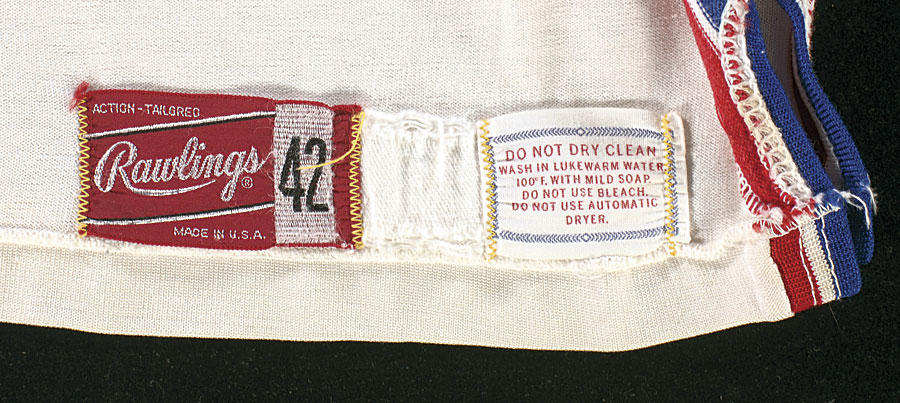 ACTION-TAILORED
Rawlings®
42
MADE IN U.S.A.
DO NOT DRY CLEAN
WASH IN LUKEWARM WATER,
100° F. WITH MILD SOAP.
DO NOT USE BLEACH.
DO NOT USE AUTOMATIC
DRYER.